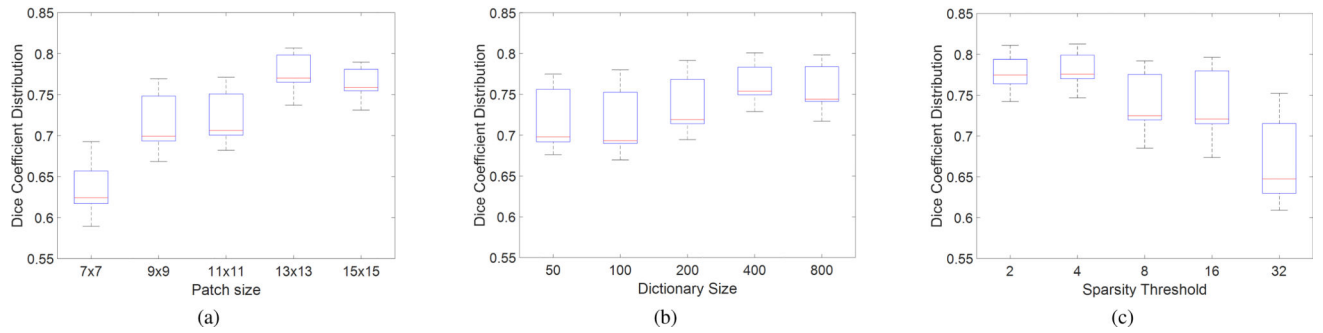 Dice Coefficient Distribution
0.85
0.8
0.75
0.7
0.65
0.6
0.55
7x7 9x9 11x11 13x13 15x15
Patch size
(a)
Dice Coefficient Distribution
0.85
0.8
0.75
0.7
0.65
0.6
0.55
50 100 200 400 800
Dictionary Size
(b)
Dice Coefficient Distribution
0.85
0.8
0.75
0.7
0.65
0.6
0.55
2 4 8 16 32
Sparsity Threshold
(c)